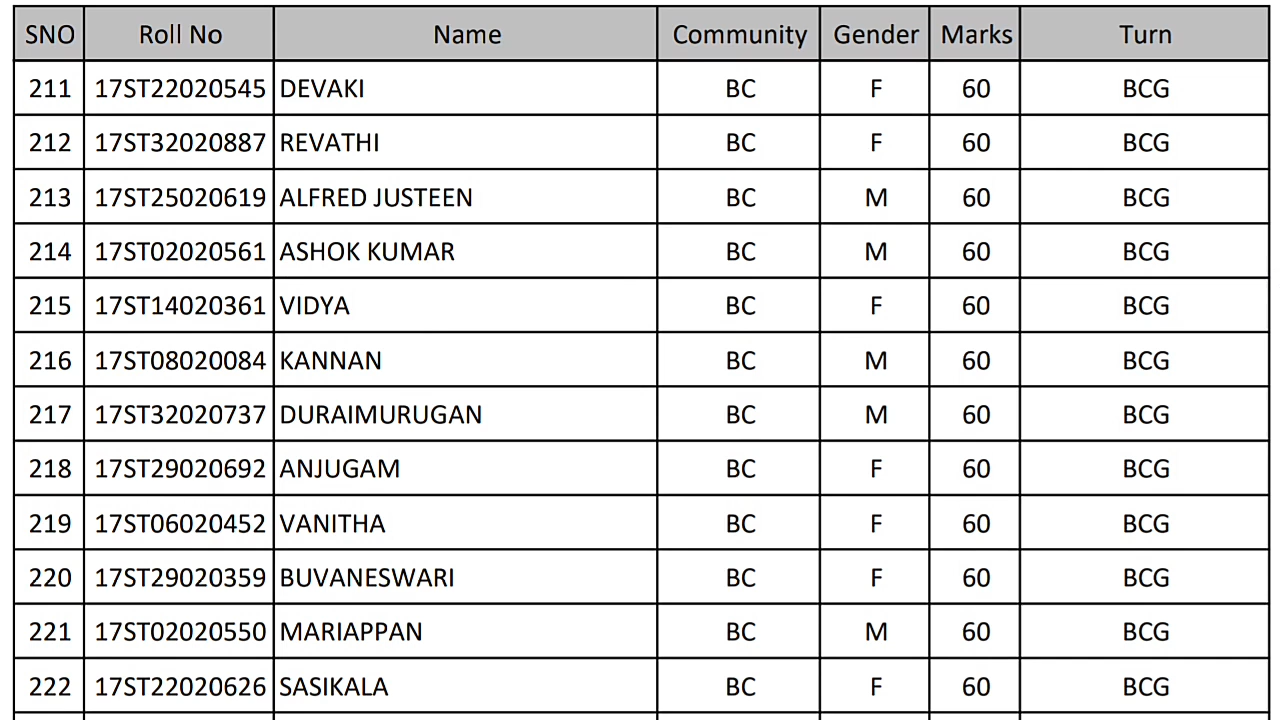 SNO Roll No Name Community Gender Marks Turn
211 17ST22020545 DEVAKI BC F 60 BCG
212 17ST32020887 REVATHI BC F 60 BCG
213 17ST25020619 ALFRED JUSTEEN BC M 60 BCG
214 17ST02020561 ASHOK KUMAR BC M 60 BCG
215 17ST14020361 VIDYA BC F 60 BCG
216 17ST08020084 KANNAN BC M 60 BCG
217 17ST32020737 DURAIMURUGAN BC M 60 BCG
218 17ST29020692 ANJUGAM BC F 60 BCG
219 17ST06020452 VANITHA BC F 60 BCG
220 17ST29020359 BUVANESWARI BC F 60 BCG
221 17ST02020550 MARIAPPAN BC M 60 BCG
222 17ST22020626 SASIKALA BC F 60 BCG